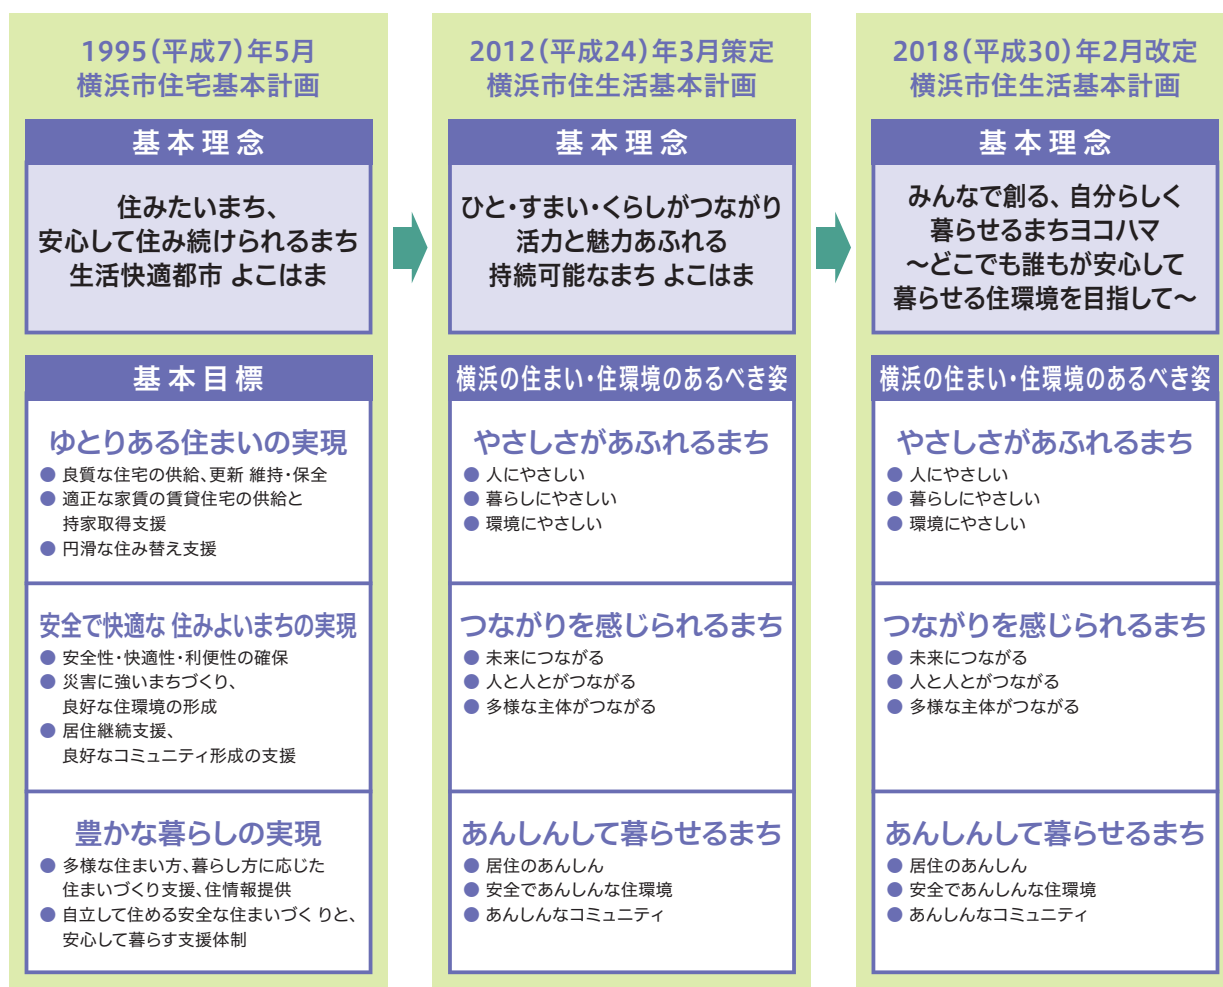 1995（平成7）年5月
横浜市住宅基本計画
基本理念
住みたいまち、
安心して住み続けられるまち
生活快適都市 よこはま
基本目標
ゆとりある住まいの実現
● 良質な住宅の供給、更新 維持・保全
● 適正な家賃の賃貸住宅の供給と
持家取得支援
● 円滑な住み替え支援
安全で快適な 住みよいまちの実現
● 安全性・快適性・利便性の確保
● 災害に強いまちづくり、
良好な住環境の形成
● 居住継続支援、
良好なコミュニティ形成の支援
豊かな暮らしの実現
● 多様な住まい方、暮らし方に応じた
住まいづくり支援、住情報提供
● 自立して住める安全な住まいづくりと、
安心して暮らす支援体制
2012（平成24）年3月策定
横浜市住生活基本計画
基本理念
ひと・すまい・くらしがつながり
活力と魅力あふれる
持続可能なまち よこはま
横浜の住まい・住環境のあるべき姿
やさしさがあふれるまち
● 人にやさしい
● 暮らしにやさしい
● 環境にやさしい
つながりを感じられるまち
● 未来につながる
● 人と人とがつながる
● 多様な主体がつながる
あんしんして暮らせるまち
● 居住のあんしん
● 安全であんしんな住環境
● あんしんなコミュニティ
2018（平成30）年2月改定
横浜市住生活基本計画
基本理念
みんなで創る、自分らしく
暮らせるまちヨコハマ
～どこでも誰もが安心して
暮らせる住環境を目指して～
横浜の住まい・住環境のあるべき姿
やさしさがあふれるまち
● 人にやさしい
● 暮らしにやさしい
● 環境にやさしい
つながりを感じられるまち
● 未来につながる
● 人と人とがつながる
● 多様な主体がつながる
あんしんして暮らせるまち
● 居住のあんしん
● 安全であんしんな住環境
● あんしんなコミュニティ